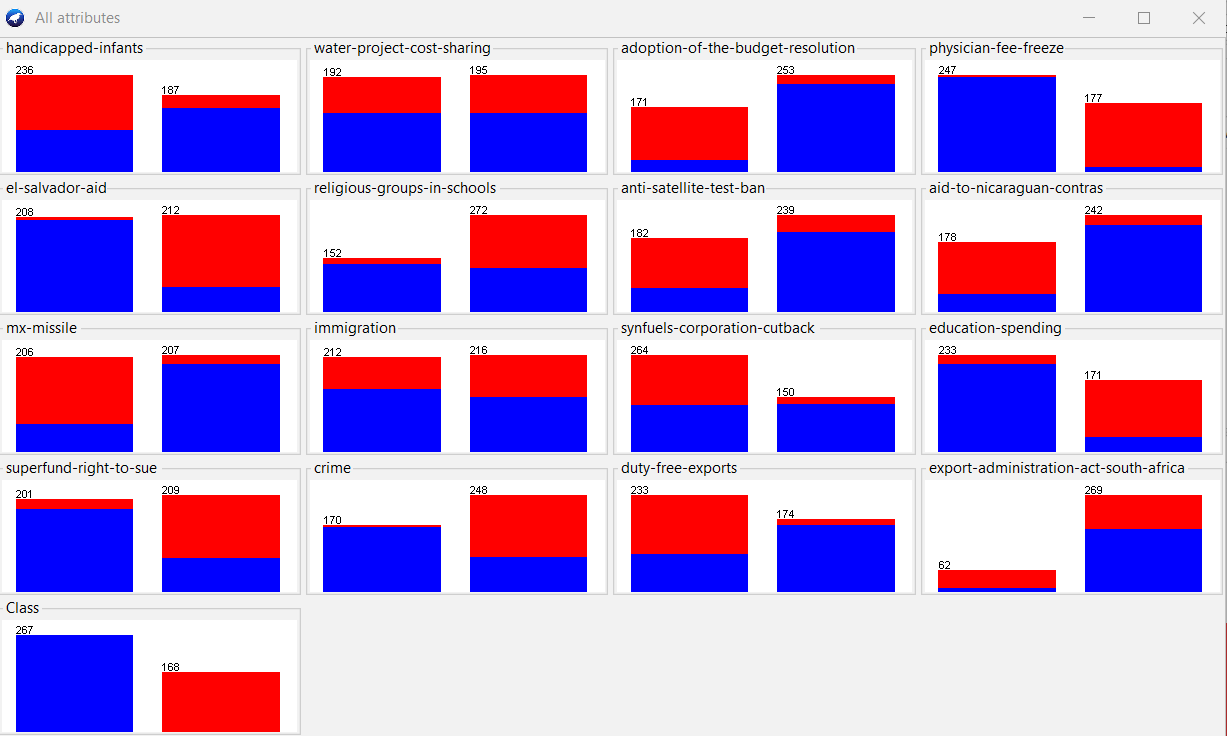 All attributes
handicapped-infants
236
187
water-project-cost-sharing
192
195
adoption-of-the-budget-resolution
171
253
physician-fee-freeze
247
177
el-salvador-aid
208
212
religious-groups-in-schools
152
272
anti-satellite-test-ban
182
239
aid-to-nicaraguan-contras
178
242
mx-missile
206
207
immigration
212
216
synfuels-corporation-cutback
264
150
education-spending
233
171
superfund-right-to-sue
201
209
crime
170
248
duty-free-exports
233
174
export-administration-act-south-africa
62
269
Class
267
168